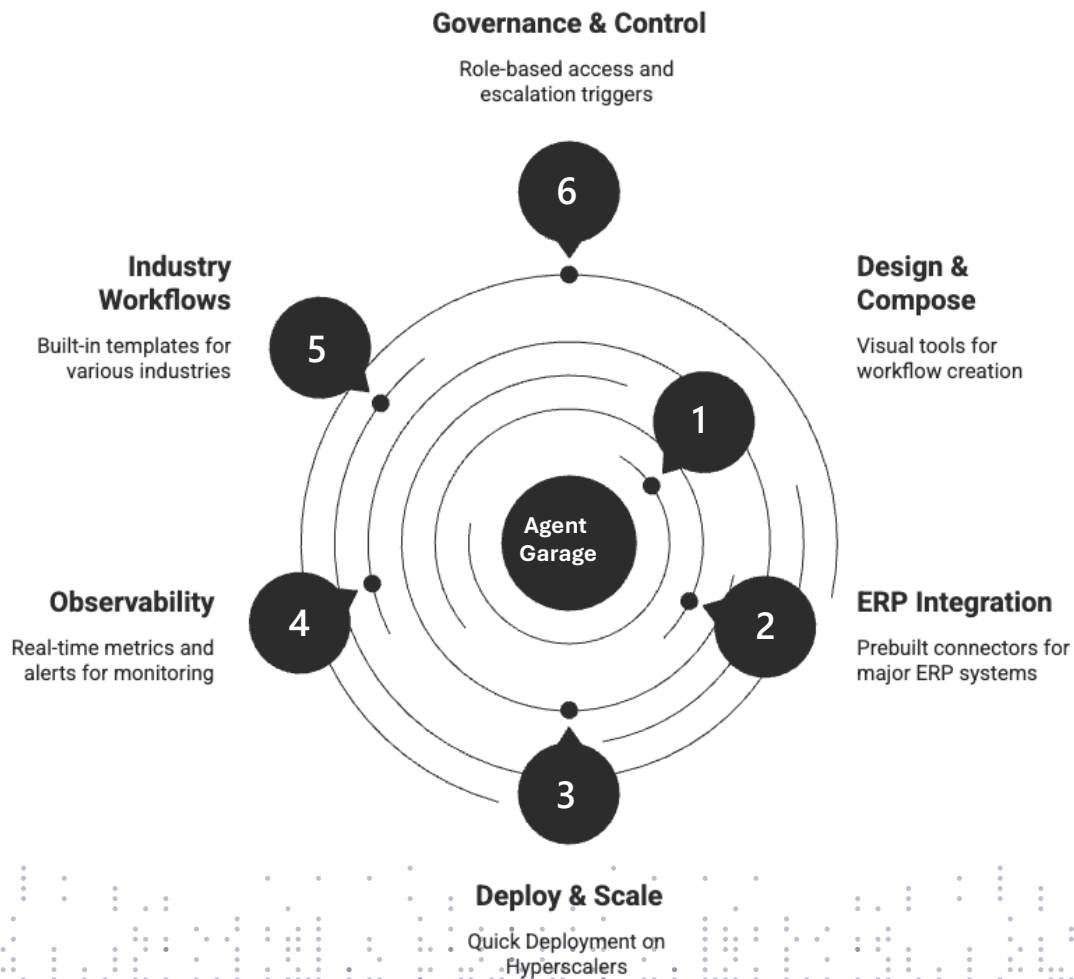 Governance & Control
Role-based access and
escalation triggers
6
Industry
Workflows
Built-in templates for
various industries
5
Design &
Compose
Visual tools for
workflow creation
1
Agent
Garage
Observability
Real-time metrics and
alerts for monitoring
4
ERP Integration
Prebuilt connectors for
major ERP systems
2
3
Deploy & Scale
Quick Deployment on
Hyperscalers